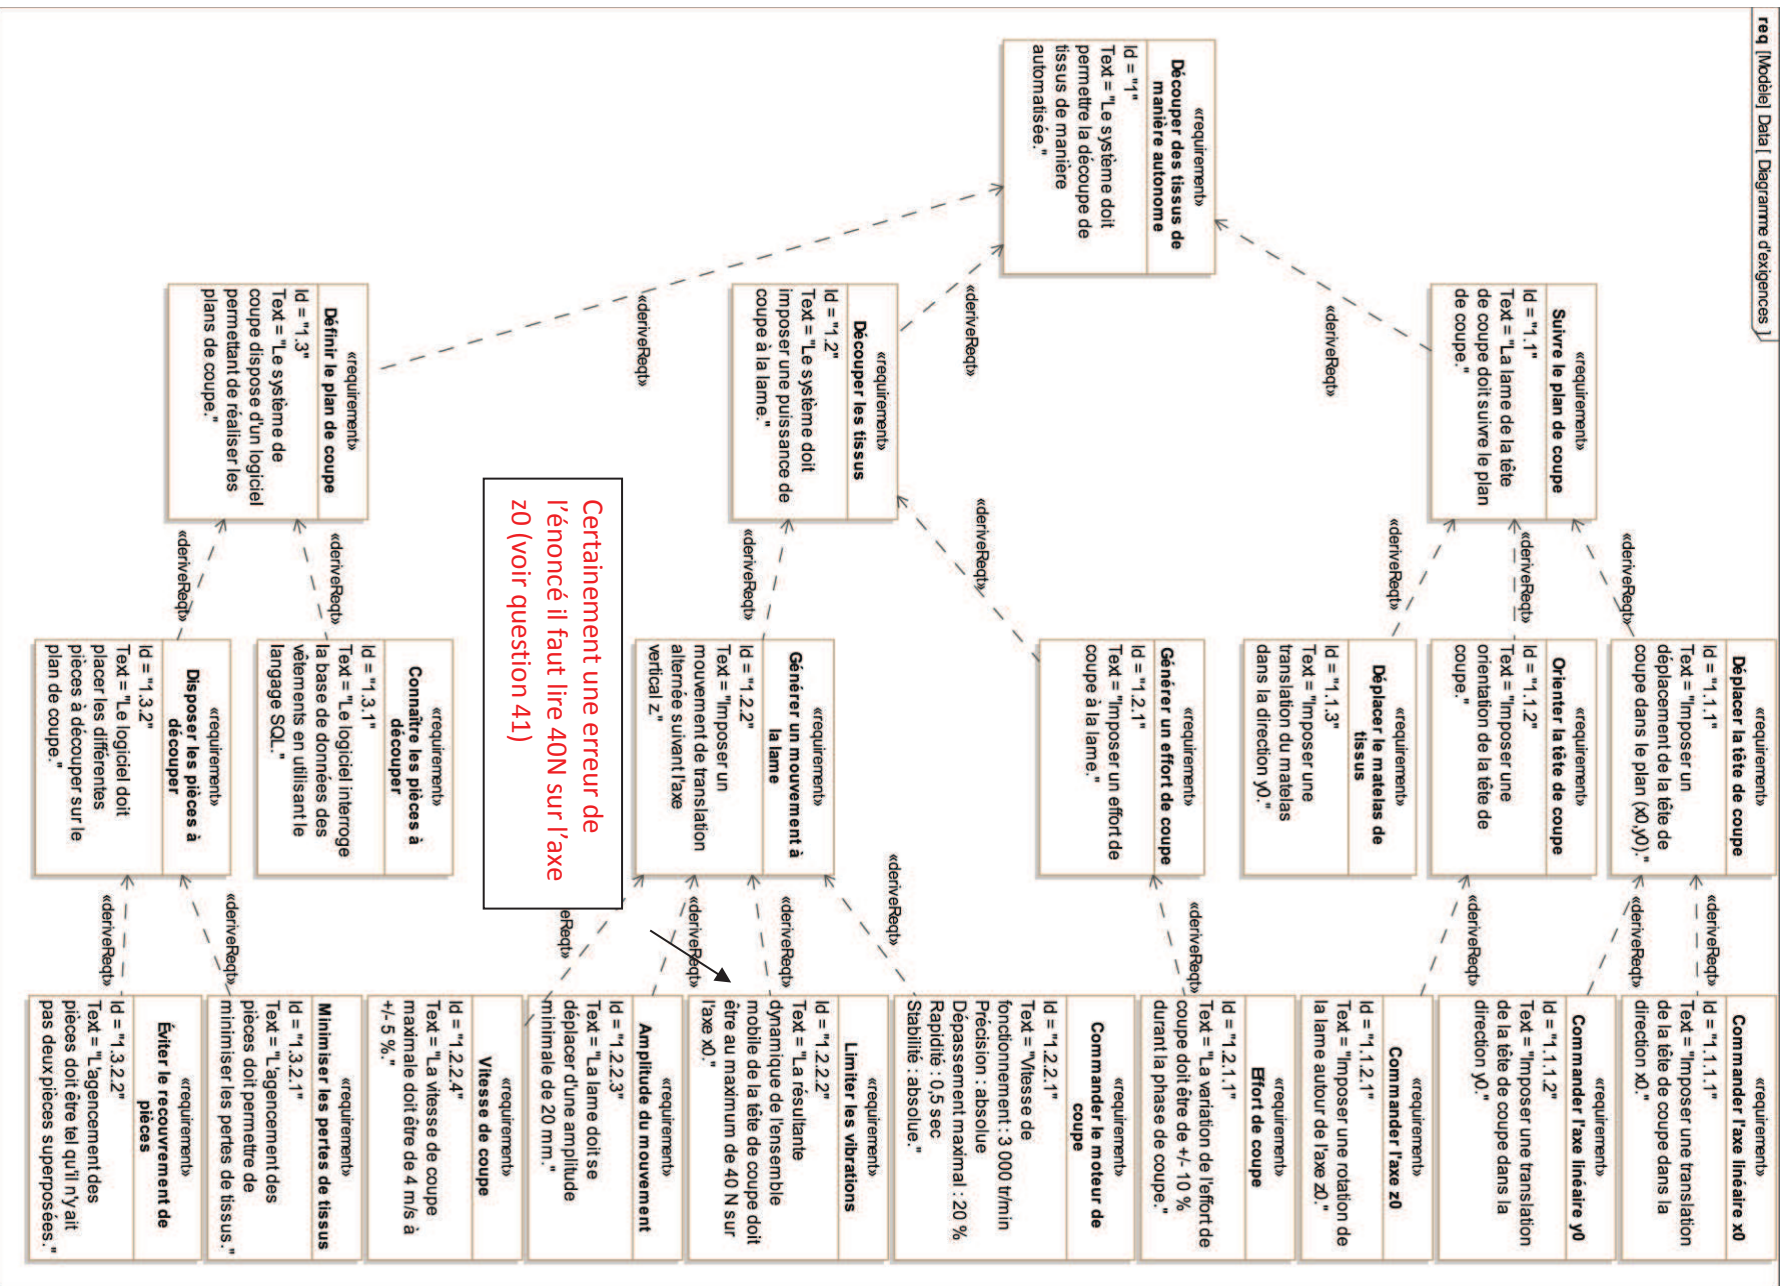 req [Modèle] Data [ Diagramme d'exigences ]
«requirement»
Découper des tissus de
manière autonome
Id = "1"
Text = "Le système doit
permettre la découpe de
tissus de manière
automatisée."
«deriveReqt»
«deriveReqt»
«deriveReqt»
«requirement»
Suivre le plan de coupe
Id = "1.1"
Text = "La lame de la tête
de coupe doit suivre le plan
de coupe."
«requirement»
Découper les tissus
Id = "1.2"
Text = "Le système doit
imposer une puissance de
coupe à la lame."
«requirement»
Définir le plan de coupe
Id = "1.3"
Text = "Le système de
coupe dispose d'un logiciel
permettant de réaliser les
plans de coupe."
«deriveReqt»
«deriveReqt»
«deriveReqt»
«deriveReqt»
«deriveReqt»
«deriveReqt»
«deriveReqt»
Certainement une erreur de
l'énoncé il faut lire 40N sur l'axe
z0 (voir question 41)
«requirement»
Déplacer la tête de coupe
Id = "1.1.1"
Text = "Imposer un
déplacement de la tête de
coupe dans le plan (x0,y0)."
«requirement»
Orienter la tête de coupe
Id = "1.1.2"
Text = "Imposer une
orientation de la tête de
coupe."
«requirement»
Déplacer le matelas de
tissus
Id = "1.1.3"
Text = "Imposer une
translation du matelas
dans la direction y0."
«requirement»
Générer un effort de coupe
Id = "1.2.1"
Text = "Imposer un effort de
coupe à la lame."
«requirement»
Générer un mouvement à
la lame
Id = "1.2.2"
Text = "Imposer un
mouvement de translation
alternée suivant l'axe
vertical z."
«requirement»
Connaître les pièces à
découper
Id = "1.3.1"
Text = "Le logiciel interroge
la base de données des
vêtements en utilisant le
langage SQL."
«requirement»
Disposer les pièces à
découper
Id = "1.3.2"
Text = "Le logiciel doit
placer les différentes
pièces à découper sur le
plan de coupe."
«deriveReqt»
«deriveReqt»
«deriveReqt»
«deriveReqt»
«deriveReqt»
«deriveReqt»
«deriveReqt»
eReqt»
«deriveReqt»
«deriveReqt»
«requirement»
Commander l'axe linéaire x0
Id = "1.1.1.1"
Text = "Imposer une translation
de la tête de coupe dans la
direction x0."
«requirement»
Commander l'axe linéaire y0
Id = "1.1.1.2"
Text = "Imposer une translation
de la tête de coupe dans la
direction y0."
«requirement»
Commander l'axe z0
Id = "1.1.2.1"
Text = "Imposer une rotation de
la lame autour de l'axe z0."
«requirement»
Effort de coupe
Id = "1.2.1.1"
Text = "La variation de l'effort de
coupe doit être de +/- 10 %
durant la phase de coupe."
«requirement»
Commander le moteur de
coupe
Id = "1.2.2.1"
Text = "Vitesse de
fonctionnement : 3 000 tr/min
Précision : absolue
Dépassement maximal : 20 %
Rapidité : 0,5 sec
Stabilité : absolue."
«requirement»
Limiter les vibrations
Id = "1.2.2.2"
Text = "La résultante
dynamique de l'ensemble
mobile de la tête de coupe doit
être au maximum de 40 N sur
l'axe x0."
«requirement»
Amplitude du mouvement
Id = "1.2.2.3"
Text = "La lame doit se
déplacer d'une amplitude
minimale de 20 mm."
«requirement»
Vitesse de coupe
Id = "1.2.2.4"
Text = "La vitesse de coupe
maximale doit être de 4 m/s à
+/- 5 %."
«requirement»
Minimiser les pertes de tissus
Id = "1.3.2.1"
Text = "L'agencement des
pièces doit permettre de
minimiser les pertes de tissus."
«requirement»
Éviter le recouvrement de
pièces
Id = "1.3.2.2"
Text = "L'agencement des
pièces doit être tel qu'il n'y ait
pas deux pièces superposées."